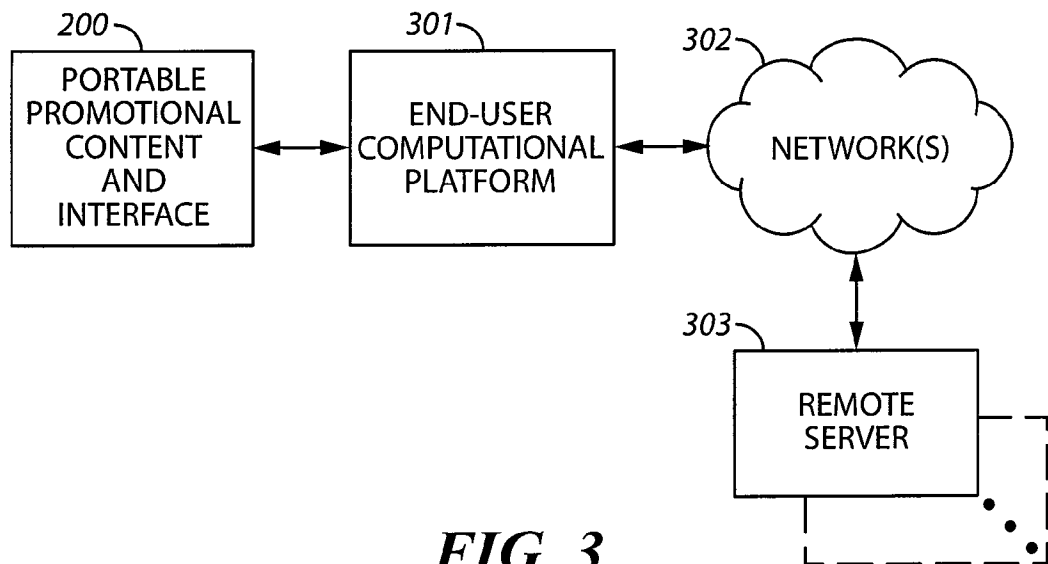 200
PORTABLE
PROMOTIONAL
CONTENT
AND
INTERFACE
301
END-USER
COMPUTATIONAL
PLATFORM
302
NETWORK(S)
303
REMOTE
SERVER
FIG. 3